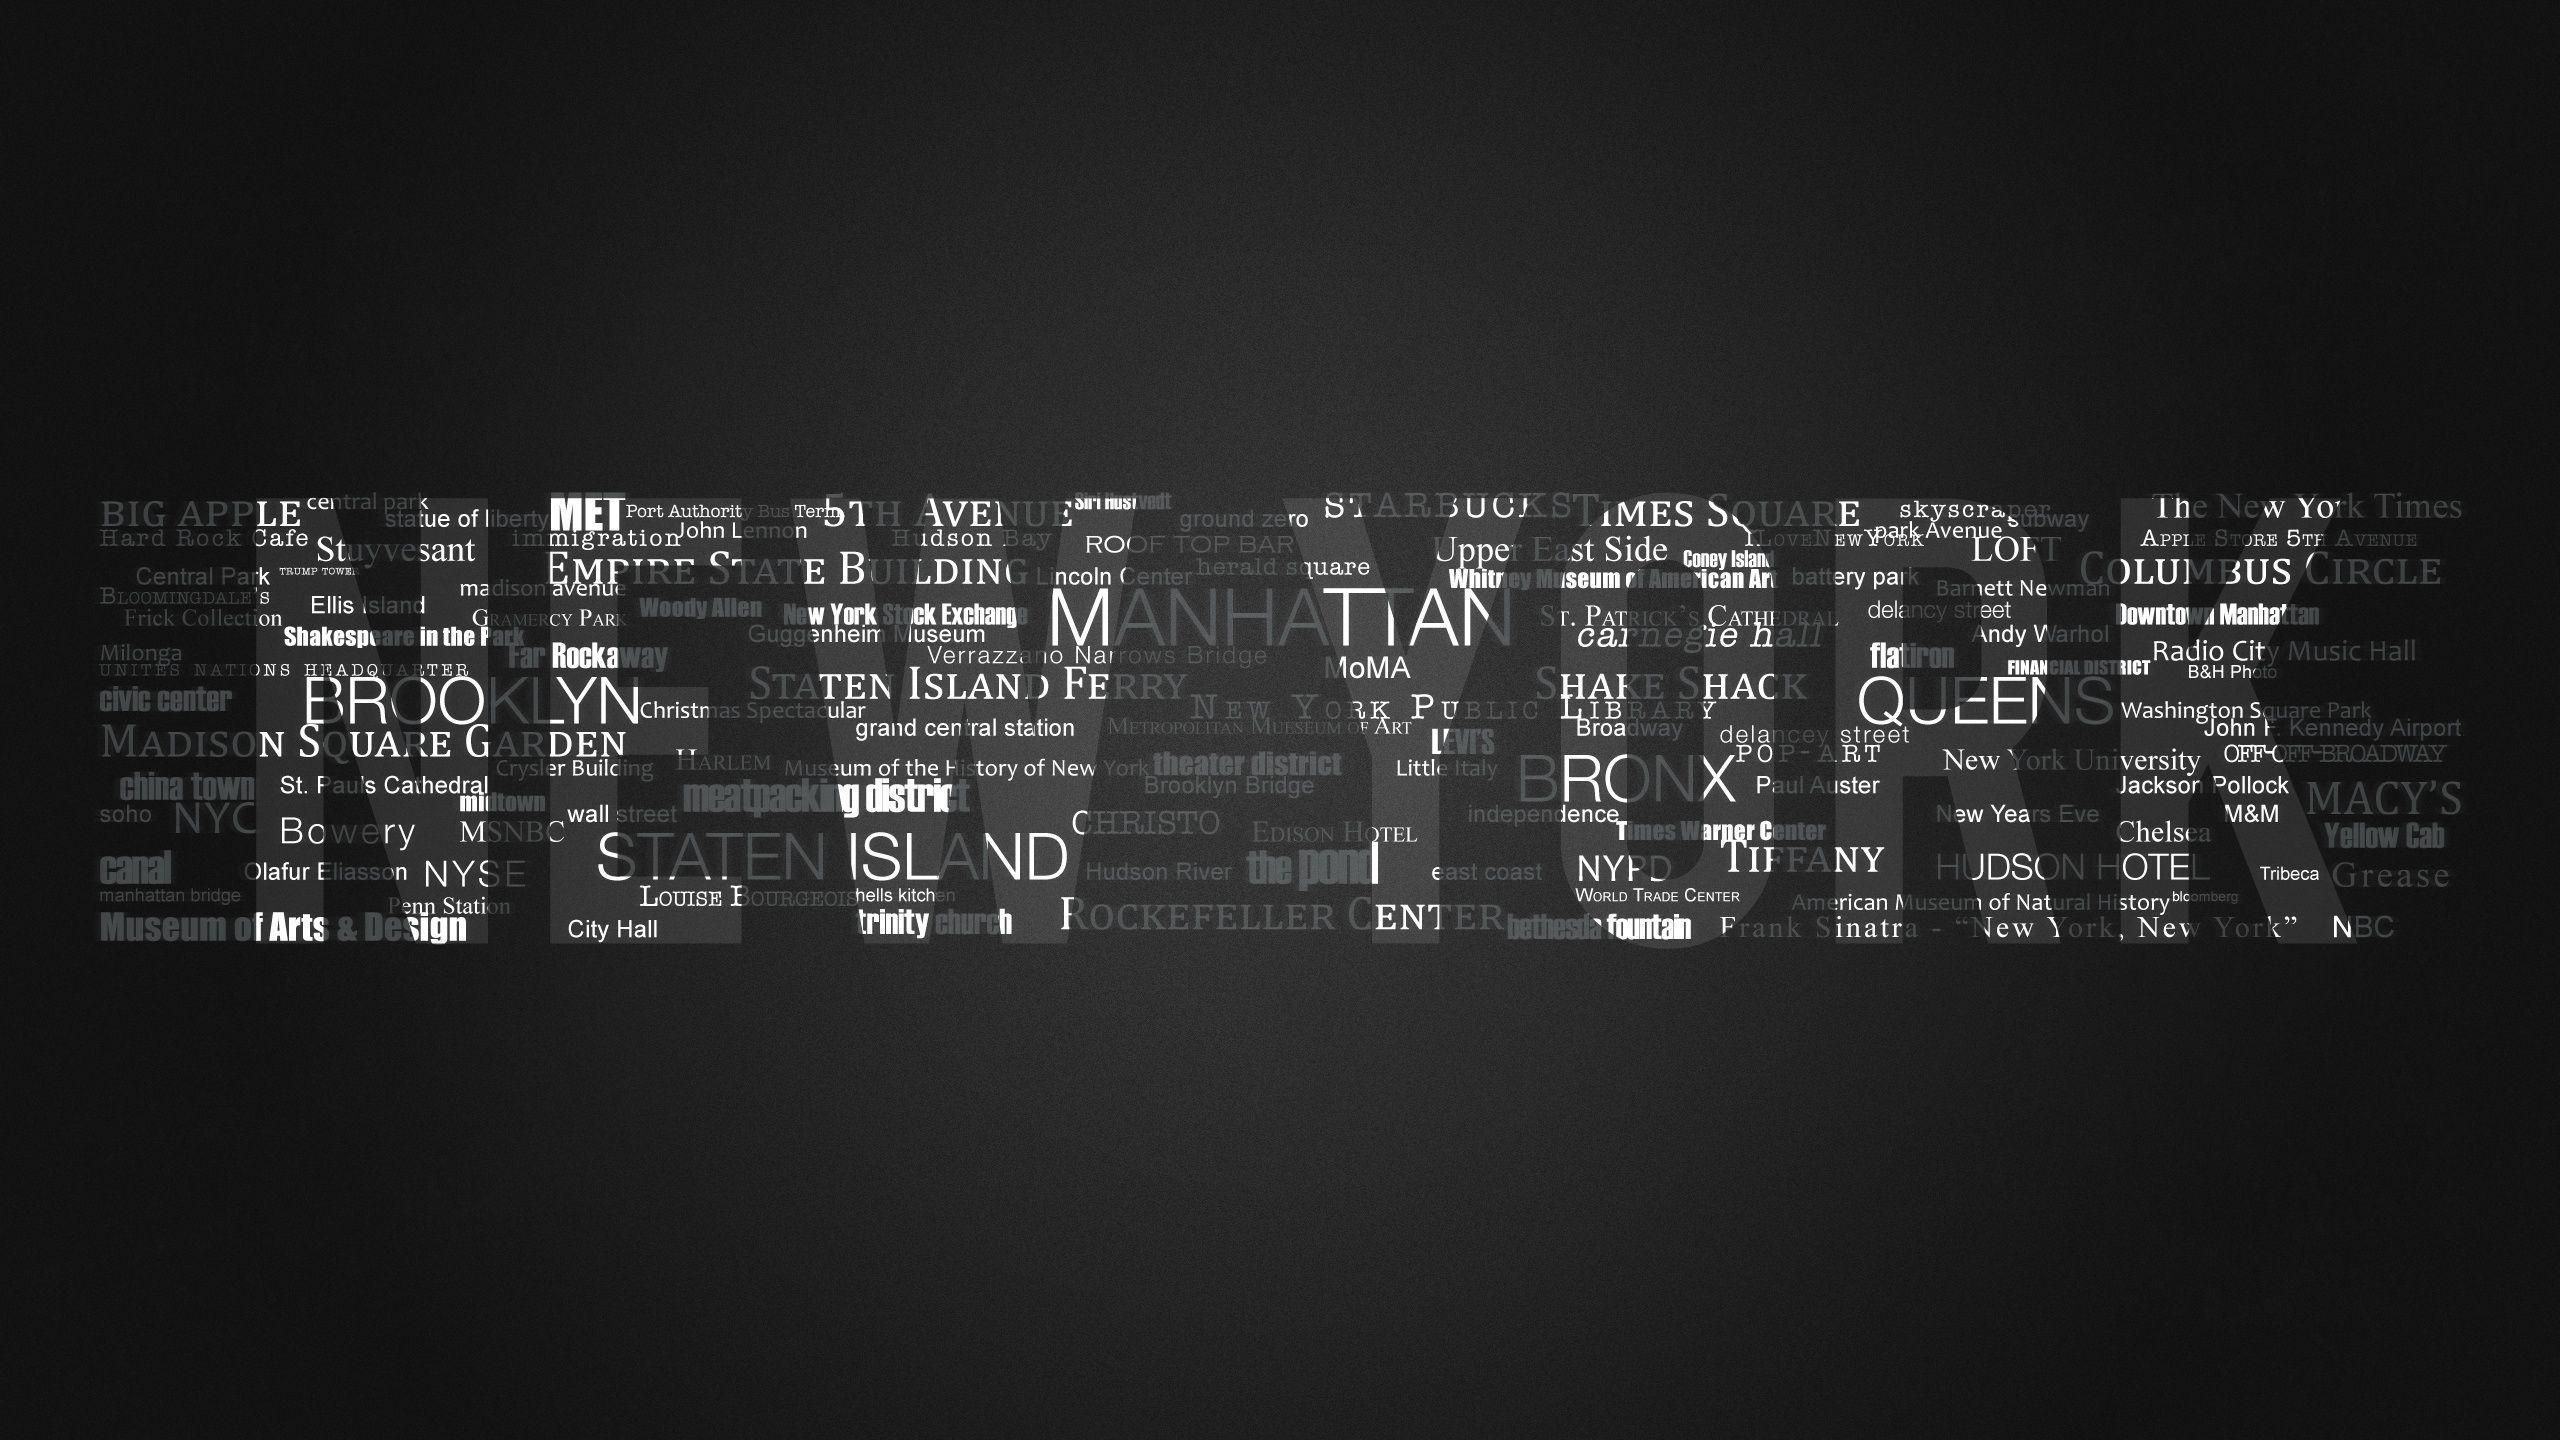 NEW YORK
BIG APPLE central park statue of liberty MET Port Authority Bus Term 5TH AVENUE Siri Hustvedt ground zero STARBUCKS TIMES SQUARE skyscraper subway The New York Times
Hard Rock Cafe Stuyvesant immigration John Lennon Hudson Bay ROOF TOP BAR Upper East Side ILoveNewYork park Avenue's LOFT Apple Store 5th Avenue
Central Park TRUMP TOWER madison avenue Empire State Building Lincoln Center herald square Coney Island Whitney Museum of American Art battery park Barnett Newman Columbus Circle
Bloomingdale's Ellis Island Woody Allen New York Stock Exchange MANHATTAN delancy street Downtown Manhattan
Frick Collection Gramercy Park St. Patrick's Cathedral
Shakespeare in the Park Guggenheim Museum carnegie hall Andy Warhol
Milonga Far Rockaway Verrazzano Narrows Bridge MoMA flatiron FINANCIAL DISTRICT Radio City Music Hall
UNITES NATIONS HEADQUARTER B&H Photo
civic center BROOKLYN Christmas Spectacular Staten Island Ferry New York Public Library Shake Shack QUEENS Washington Square Park
Madison Square Garden grand central station Metropolitan Mueseum of Art LEVI'S Broadway delancey street John F. Kennedy Airport
St. Paul's Cathedral Crysler Building Harlem Museum of the History of New York theater district Little Italy BRONX POP-ART New York University OFF-OFF-BROADWAY
china town midtown meatpacking district Brooklyn Bridge Paul Auster Jackson Pollock MACY'S
soho NYC wall street independence New Years Eve M&M
Bowery MSNBC STATEN ISLAND CHRISTO Edison Hotel Times Warner Center Chelsea Yellow Cab
canal Olafur Eliasson NYSE Hudson River the pond east coast NYPD Tiffany HUDSON HOTEL Tribeca Grease
manhattan bridge Penn Station Louise Bourgeois hells kitchen World Trade Center American Museum of Natural History bloomberg
Museum of Arts & Design City Hall trinity church Rockefeller Center bethesda fountain Frank Sinatra - “New York, New York” NBC